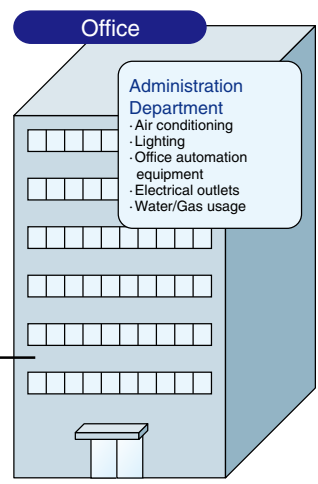 Office
Administration
Department
· Air conditioning
· Lighting
· Office automation
equipment
· Electrical outlets
· Water/Gas usage